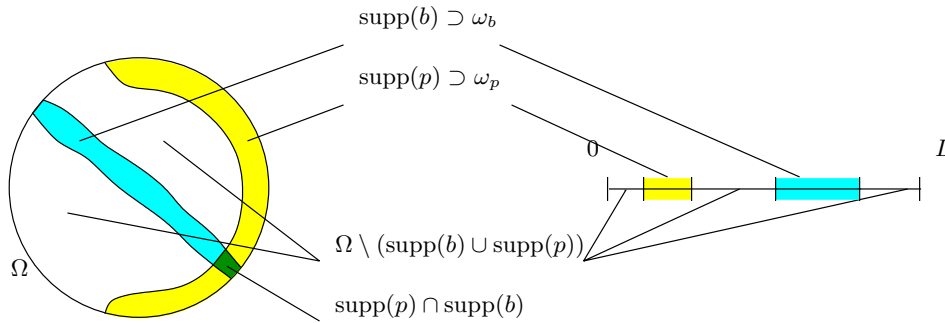 supp(b) ⊃ ω_b
supp(p) ⊃ ω_p
0
L
Ω \ (supp(b) ∪ supp(p))
Ω
supp(p) ∩ supp(b)